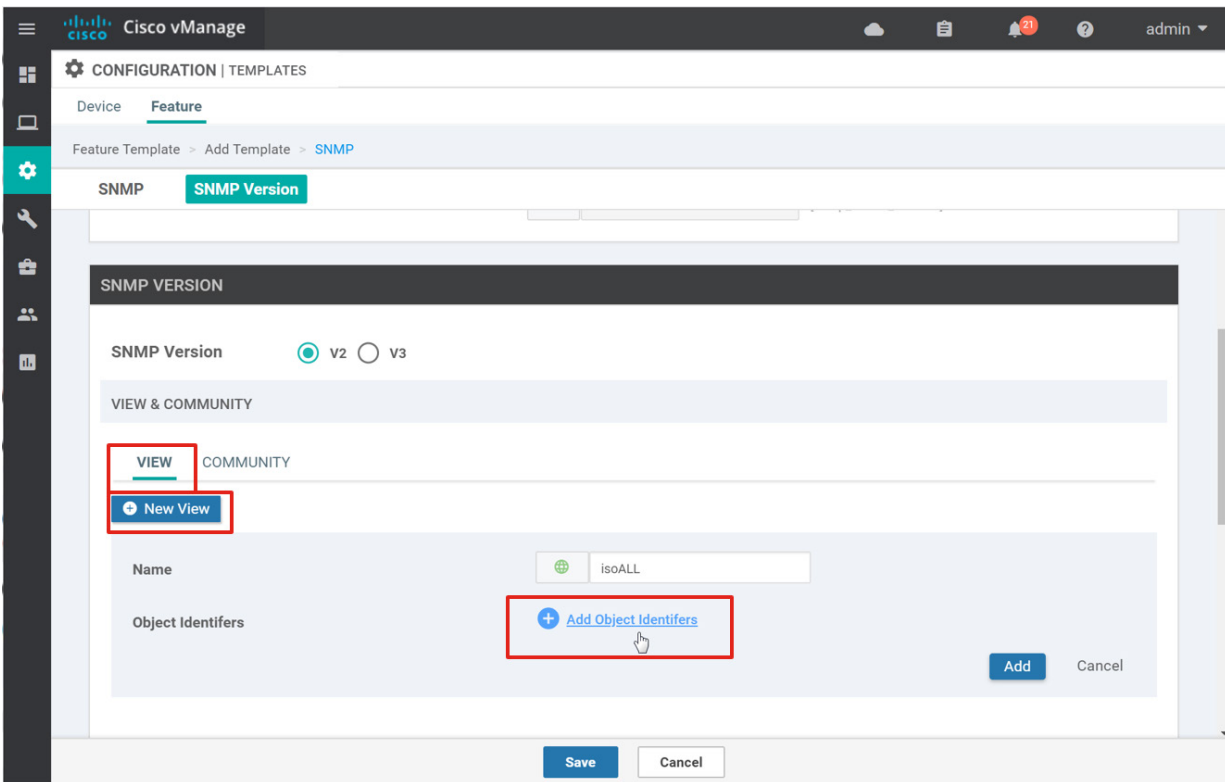 cisco Cisco vManage 21 admin
CONFIGURATION | TEMPLATES
Device Feature
Feature Template > Add Template > SNMP
SNMP SNMP Version
SNMP VERSION
SNMP Version V2 V3
VIEW & COMMUNITY
VIEW COMMUNITY
New View
Name isoALL
Object Identifers Add Object Identifers
Add Cancel
Save Cancel